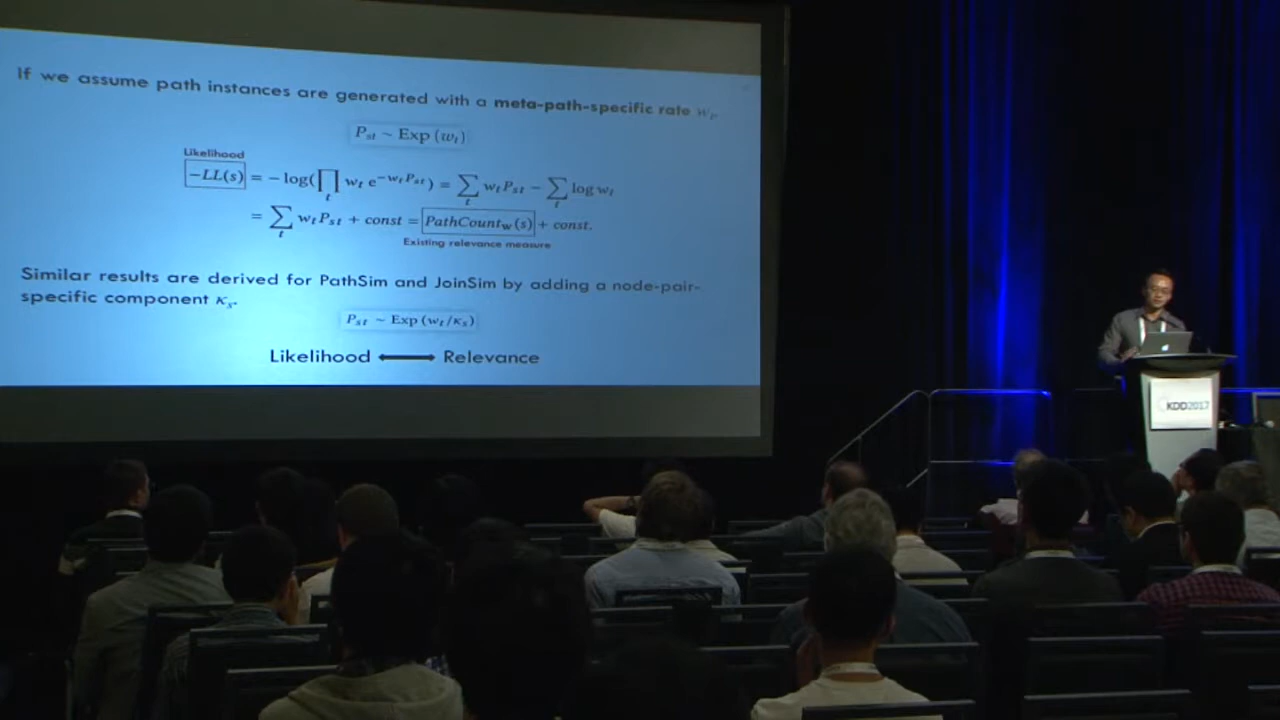 If we assume path instances are generated with a meta-path-specific rate w_p
P_st ~ Exp (w_t)
Likelihood
-LL(s) = - log(∏_t w_t e^{-w_t P_st}) = ∑_t w_t P_st - ∑_t log w_t
= ∑_t w_t P_st + const = PathCount_w (s) + const.
Existing relevance measure
Similar results are derived for PathSim and JoinSim by adding a node-pair-
specific component κ_s.
P_st ~ Exp (w_t/κ_s)
Likelihood ⟷ Relevance
KDD2017